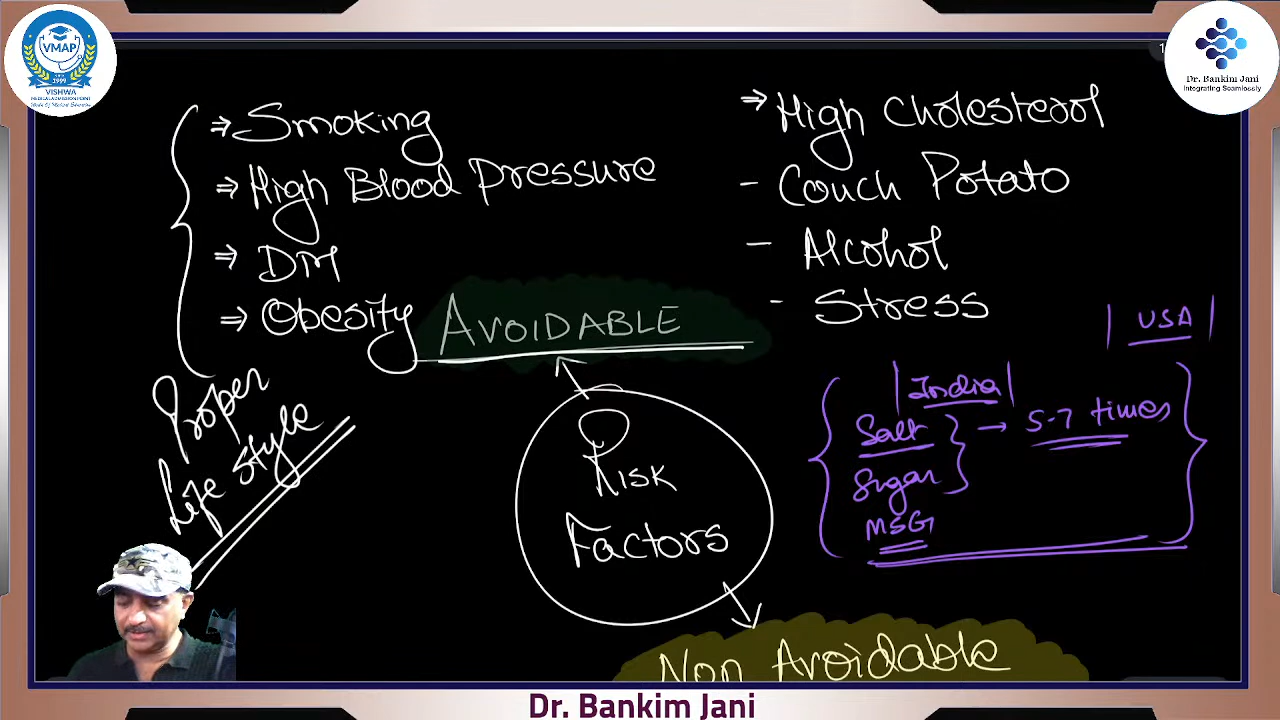 VMAP
VISHWA
Dr. Bankim Jani
Integrating Seamlessly
⇒ Smoking
⇒ High Blood Pressure
⇒ DM
⇒ Obesity
AVOIDABLE
⇒ High Cholesterol
- Couch Potato
- Alcohol
- Stress
Proper
Life style
| USA |
| India |
Salt → 5-7 times
Sugar
MSG
Risk
Factors
Non Avoidable
Dr. Bankim Jani